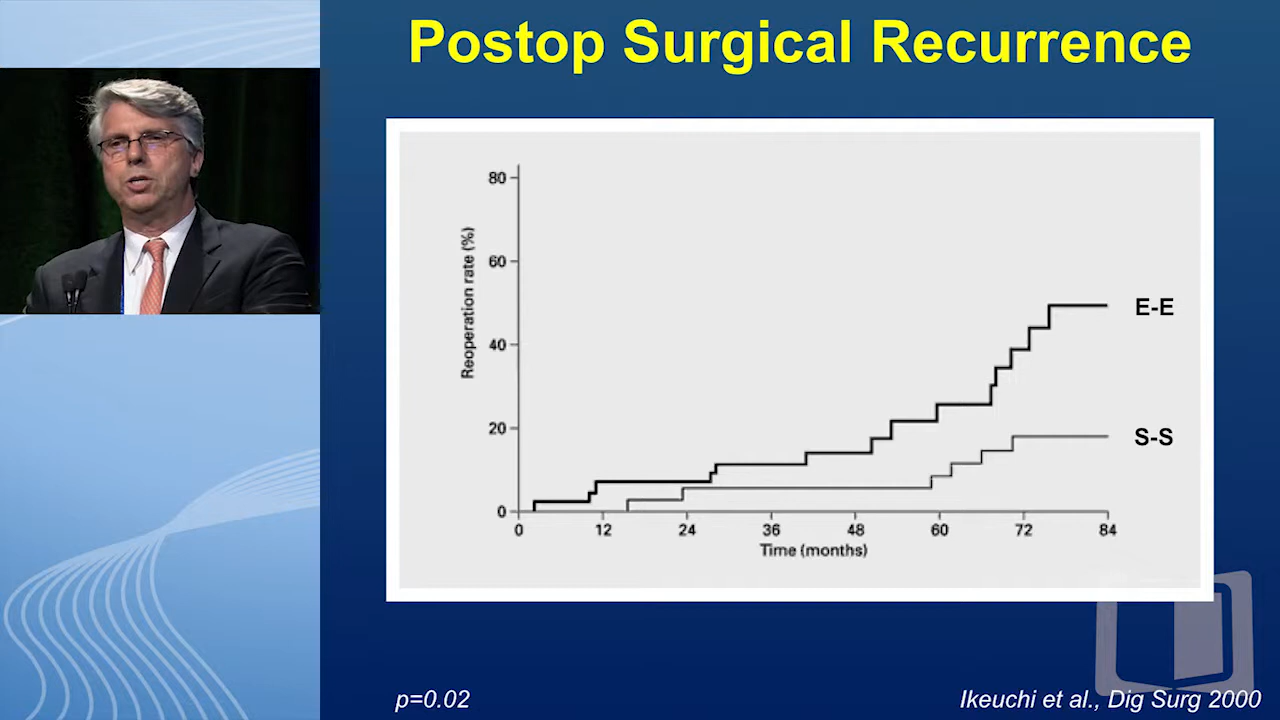 Postop Surgical Recurrence
Reoperation rate (%)
80
60
40
20
0
E-E
S-S
0 12 24 36 48 60 72 84
Time (months)
p=0.02
Ikeuchi et al., Dig Surg 2000